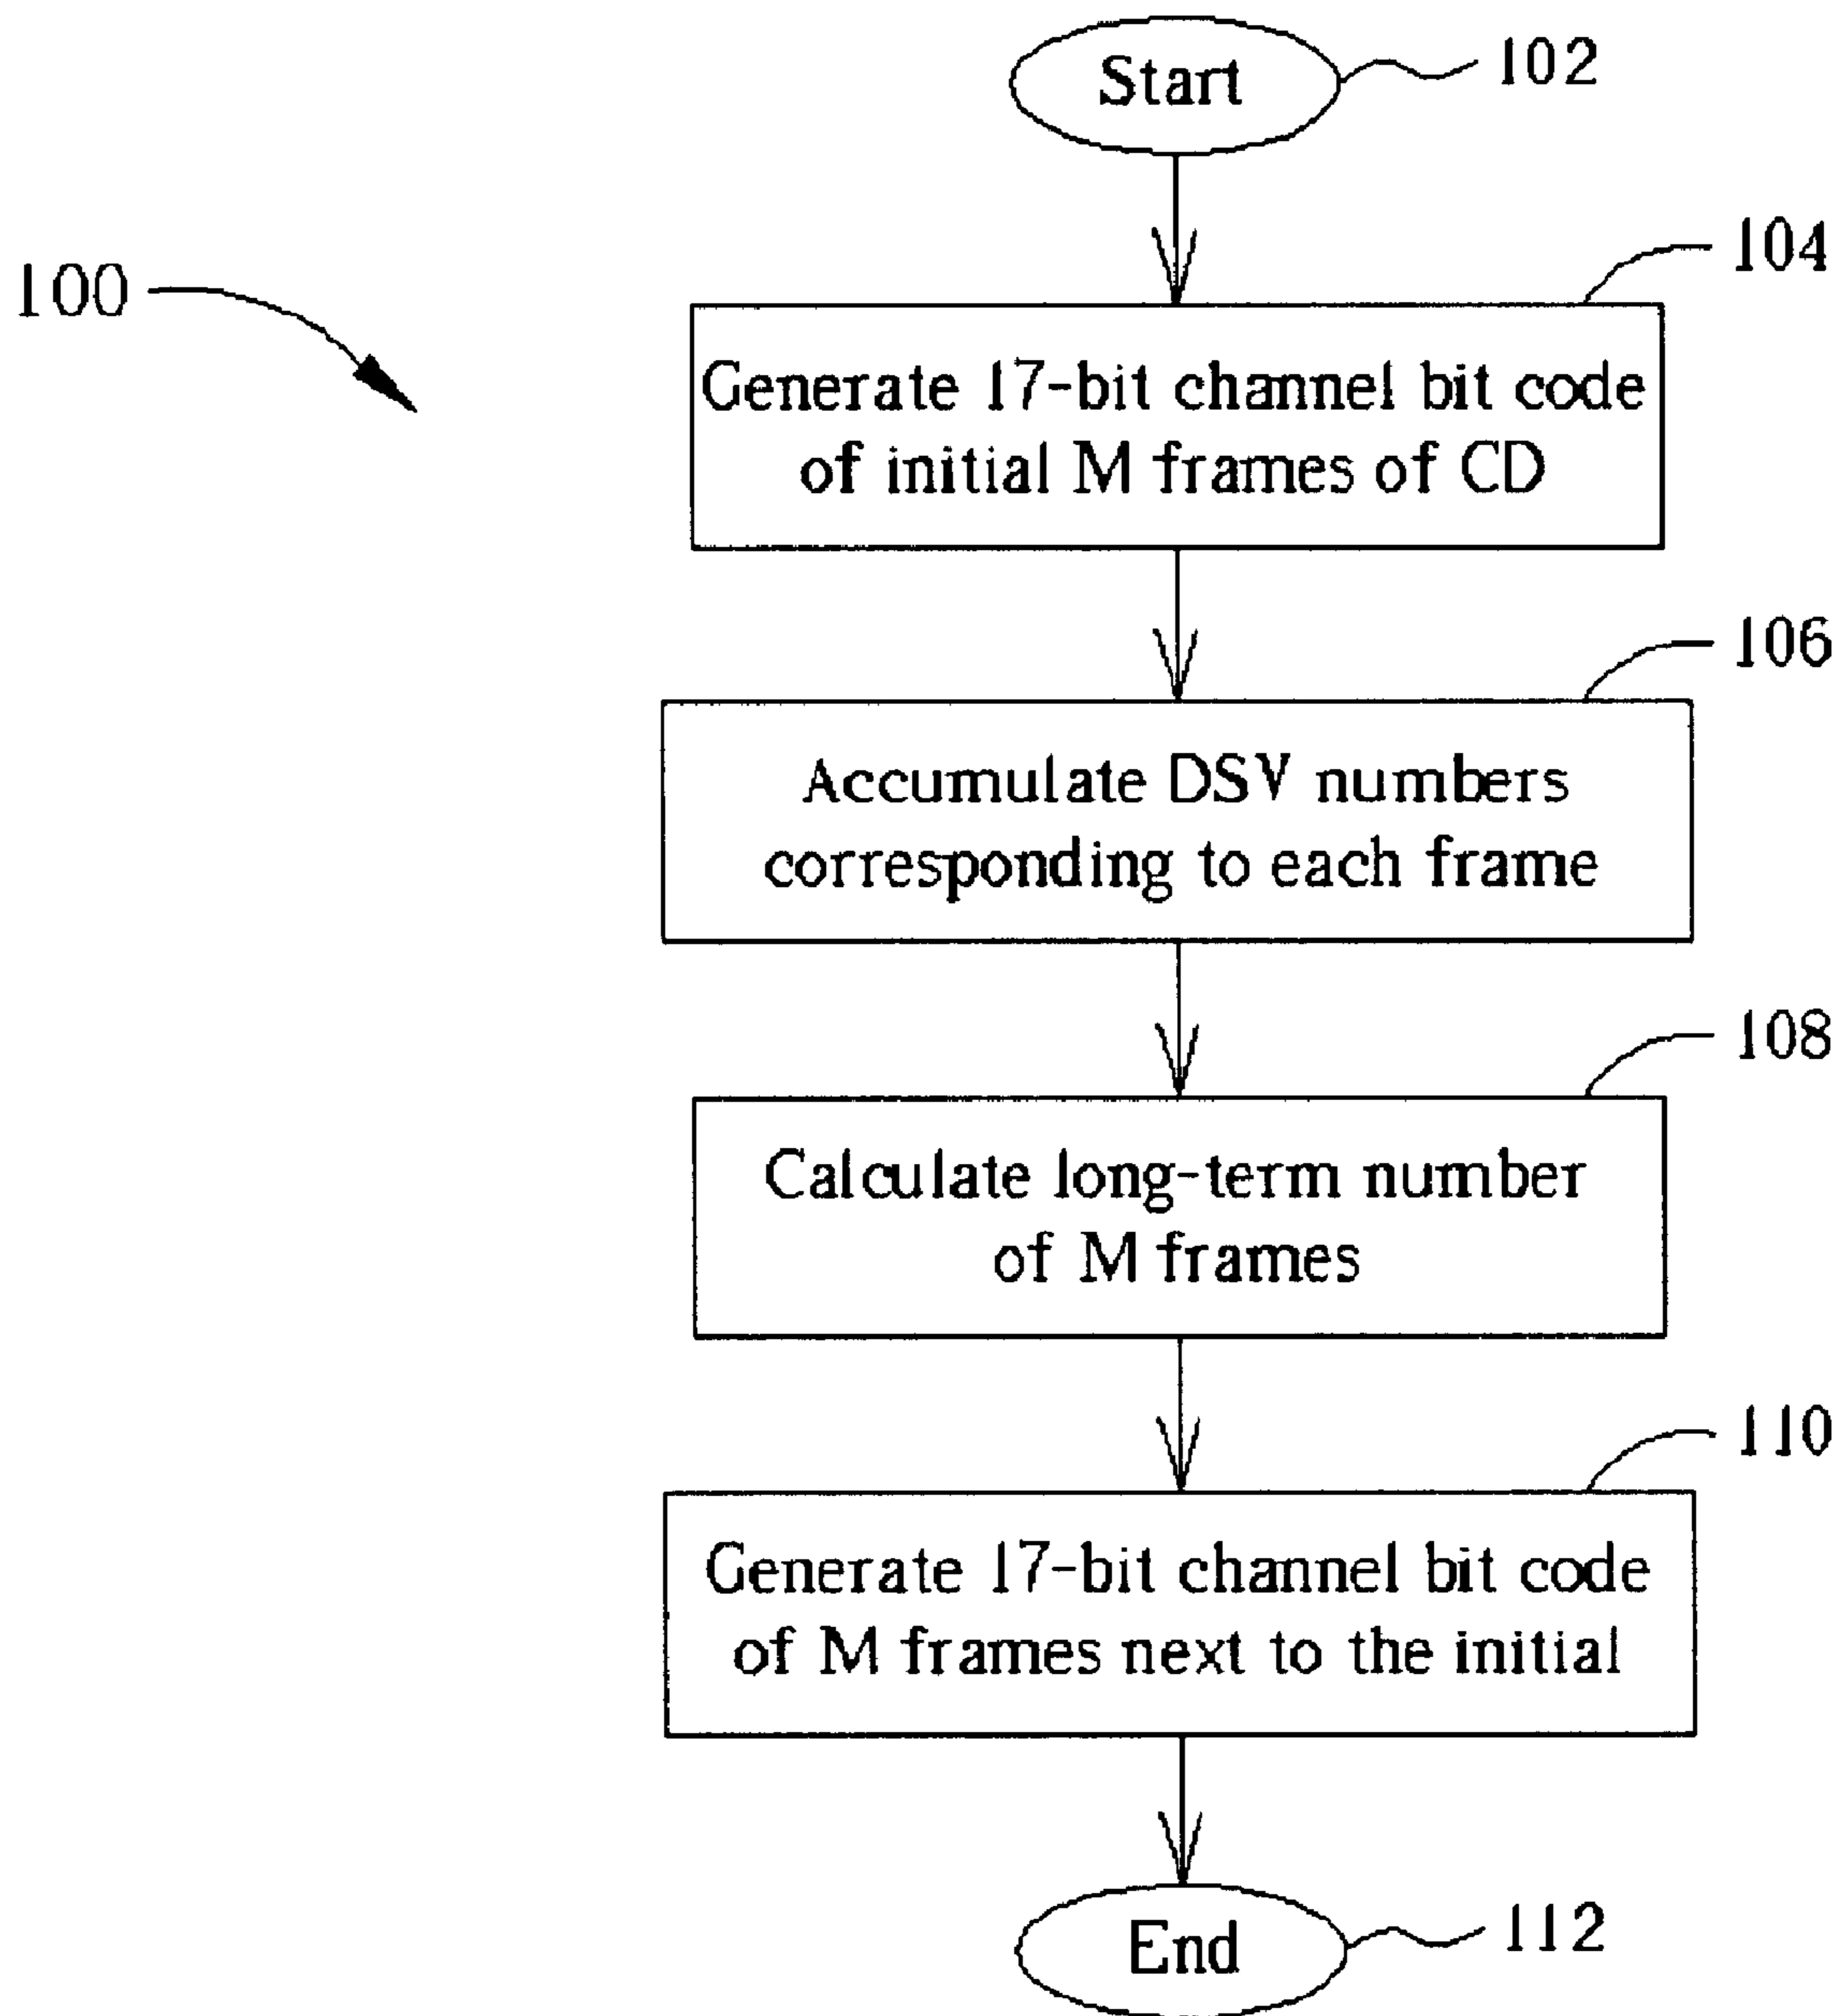 Start
102
100
104
Generate 17-bit channel bit code
of initial M frames of CD
106
Accumulate DSV numbers
corresponding to each frame
108
Calculate long-term number
of M frames
110
Generate 17-bit channel bit code
of M frames next to the initial
End
112